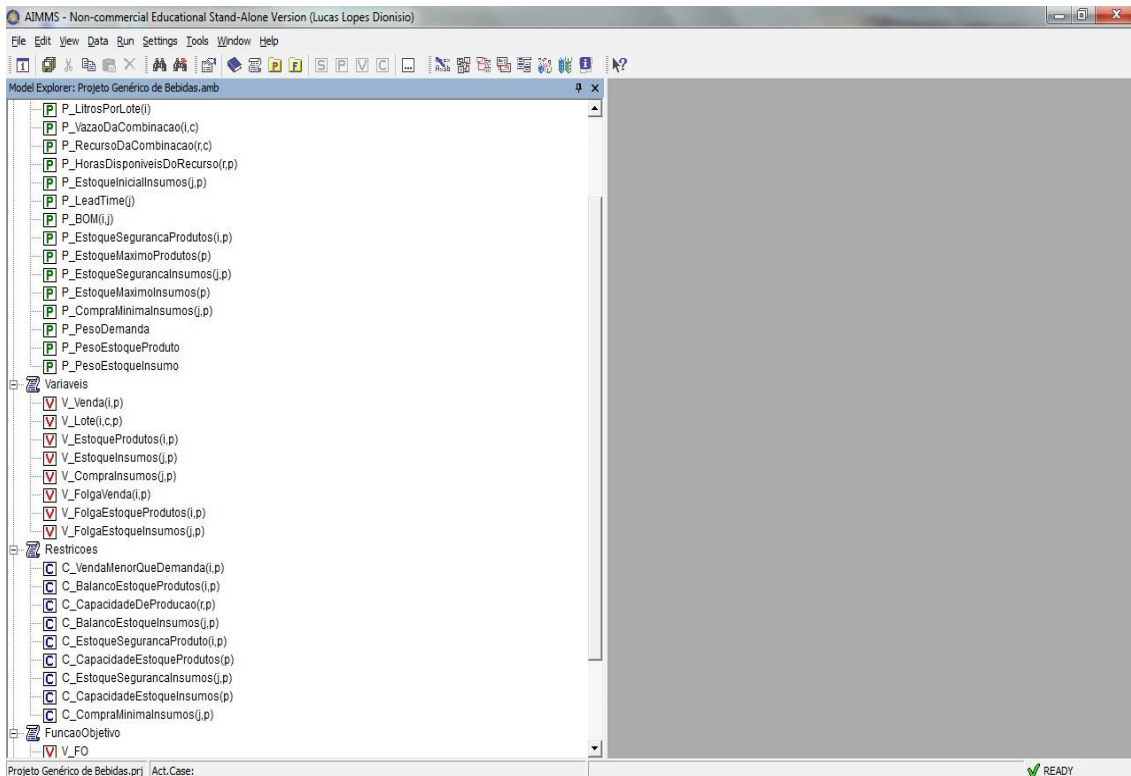 AIMMS - Non-commercial Educational Stand-Alone Version (Lucas Lopes Dionisio)
File Edit View Data Run Settings Tools Window Help
Model Explorer: Projeto Genérico de Bebidas.amb
P P_LitrosPorLote(i)
P P_VazaoDaCombinacao(i,c)
P P_RecursoDaCombinacao(r,c)
P P_HorasDisponiveisDoRecurso(r,p)
P P_EstoqueInicialInsumos(j,p)
P P_LeadTime(j)
P P_BOM(i,j)
P P_EstoqueSegurancaProdutos(i,p)
P P_EstoqueMaximoProdutos(p)
P P_EstoqueSegurancaInsumos(j,p)
P P_EstoqueMaximoInsumos(p)
P P_CompraMinimaInsumos(j,p)
P P_PesoDemanda
P P_PesoEstoqueProduto
P P_PesoEstoqueInsumo
Variaveis
V V_Venda(i,p)
V V_Lote(i,c,p)
V V_EstoqueProdutos(i,p)
V V_EstoqueInsumos(j,p)
V V_CompraInsumos(j,p)
V V_FolgaVenda(i,p)
V V_FolgaEstoqueProdutos(i,p)
V V_FolgaEstoqueInsumos(j,p)
Restricoes
C C_VendaMenorQueDemanda(i,p)
C C_BalancoEstoqueProdutos(i,p)
C C_CapacidadeDeProducao(r,p)
C C_BalancoEstoqueInsumos(j,p)
C C_EstoqueSegurancaProduto(i,p)
C C_CapacidadeEstoqueProdutos(p)
C C_EstoqueSegurancaInsumos(j,p)
C C_CapacidadeEstoqueInsumos(p)
C C_CompraMinimaInsumos(j,p)
FuncaoObjetivo
V V_FO
Projeto Genérico de Bebidas.prj Act.Case: READY